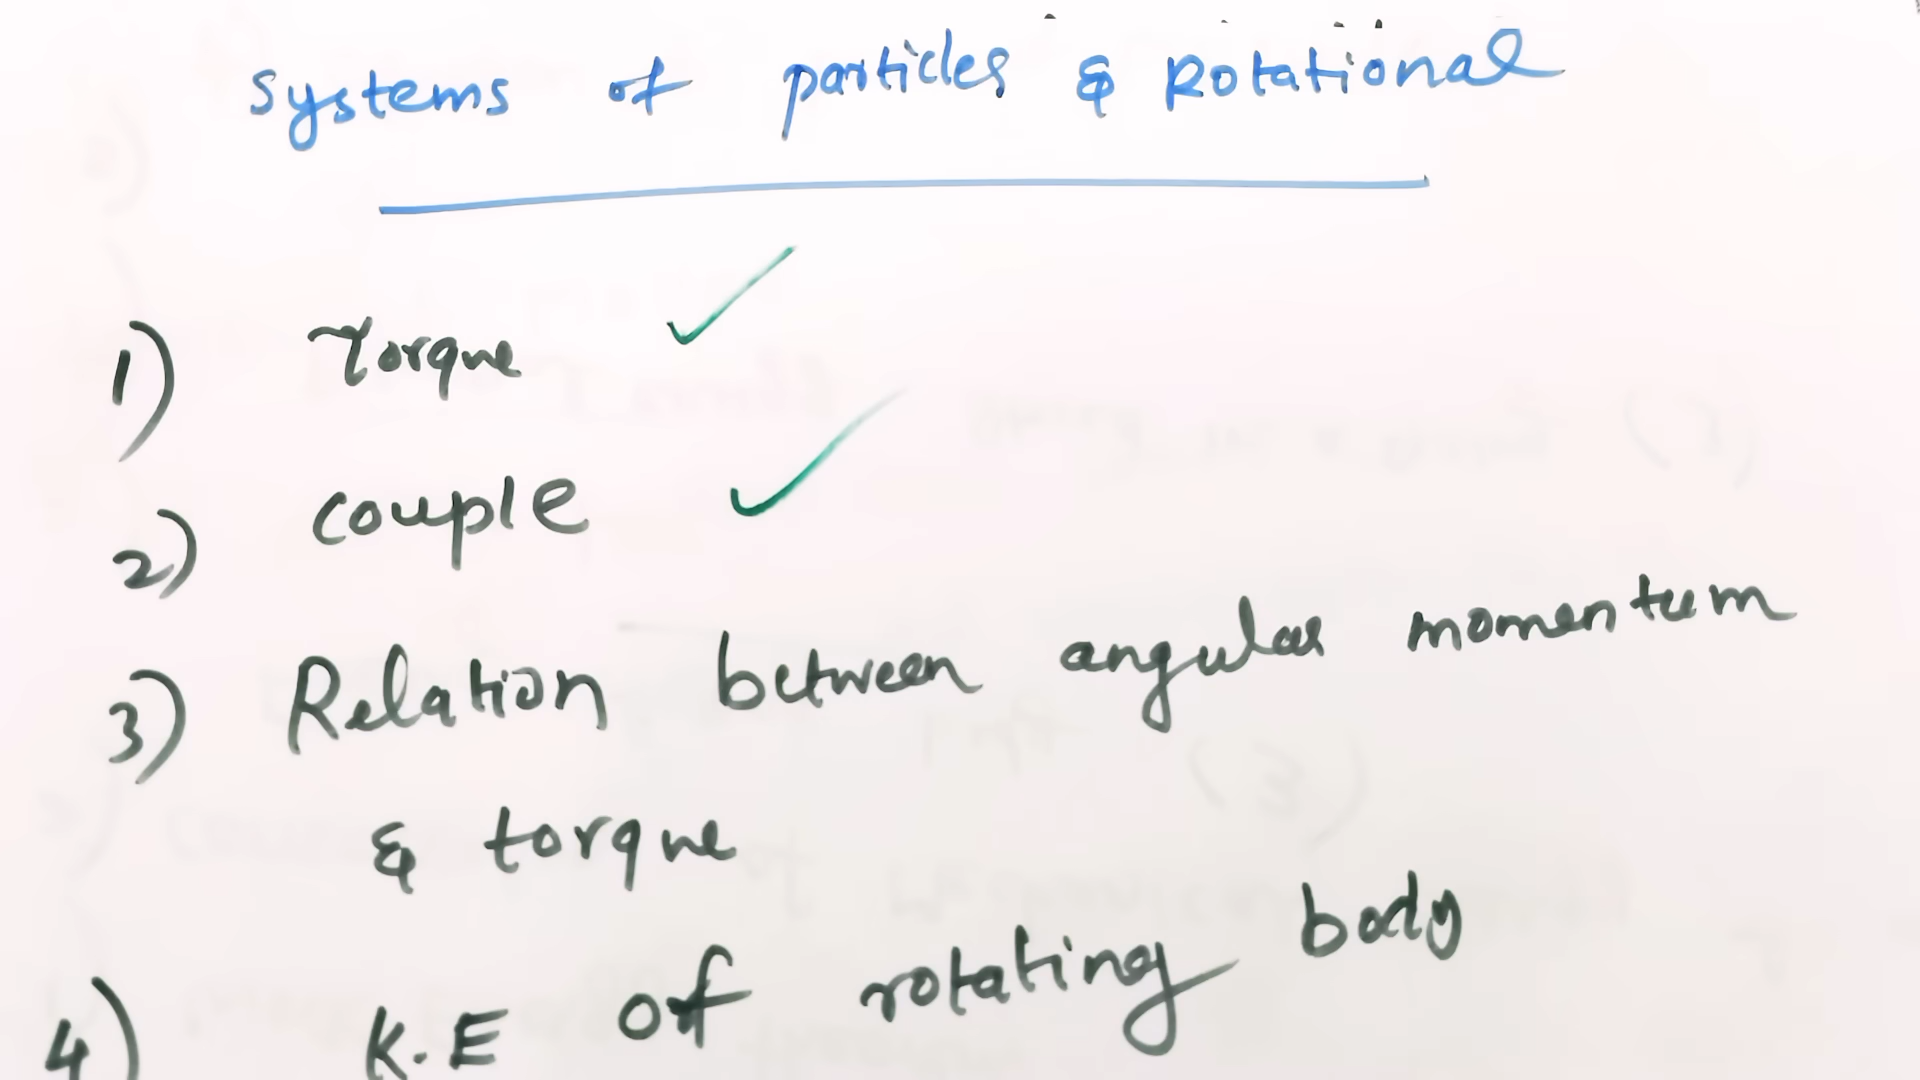 Systems of particles & Rotational
1) Torque
2) Couple
3) Relation between angular momentum
& torque
4) K.E of rotating body